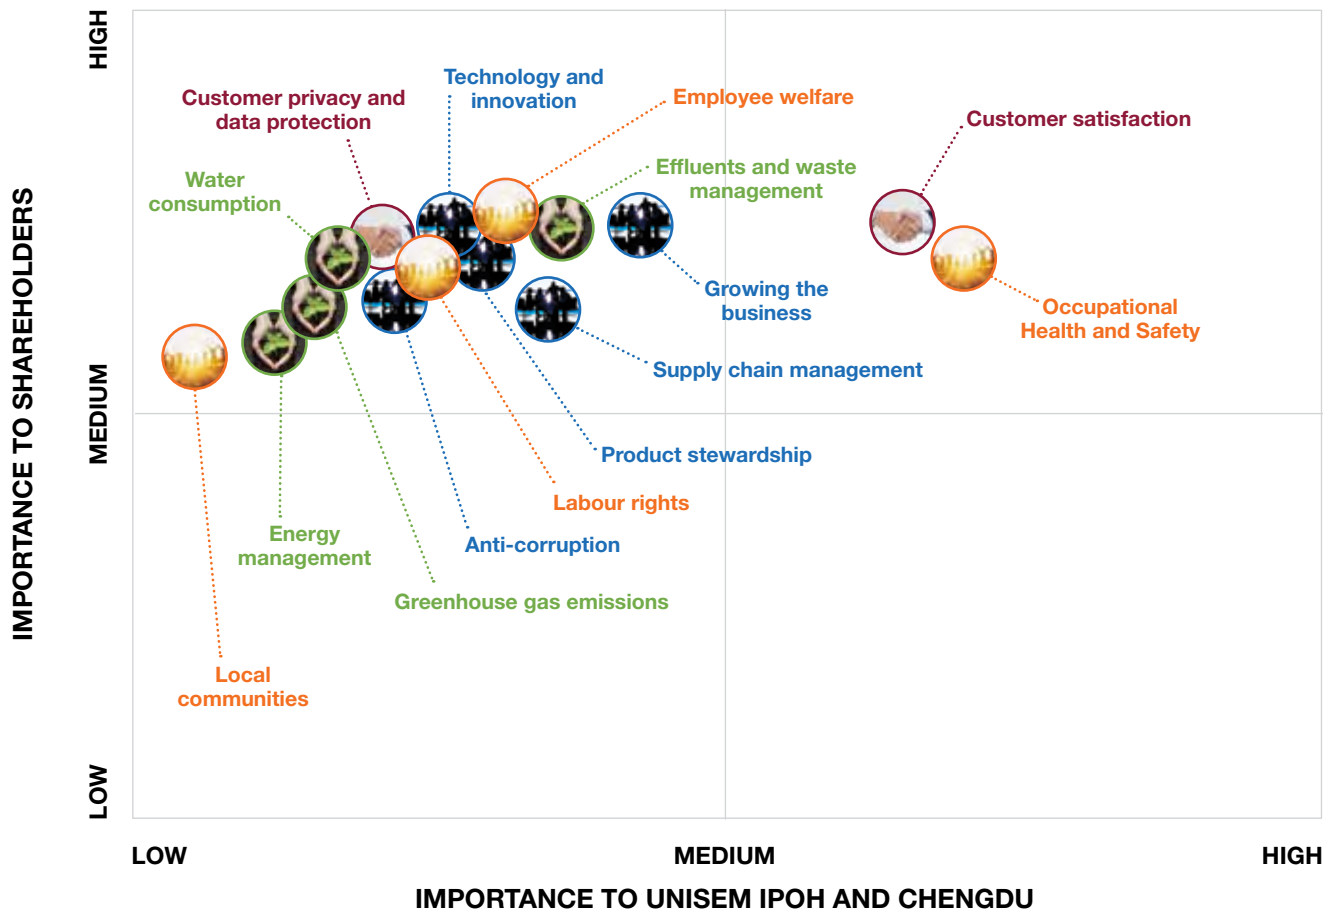 HIGH
Technology and
innovation
Customer privacy and
data protection
Employee welfare
Customer satisfaction
Effluents and waste
management
Water
consumption
IMPORTANCE TO SHAREHOLDERS
Growing the
business
Occupational
Health and Safety
Supply chain management
MEDIUM
Product stewardship
Labour rights
Energy
management
Anti-corruption
Greenhouse gas emissions
Local
communities
LOW
LOW
MEDIUM
HIGH
IMPORTANCE TO UNISEM IPOH AND CHENGDU